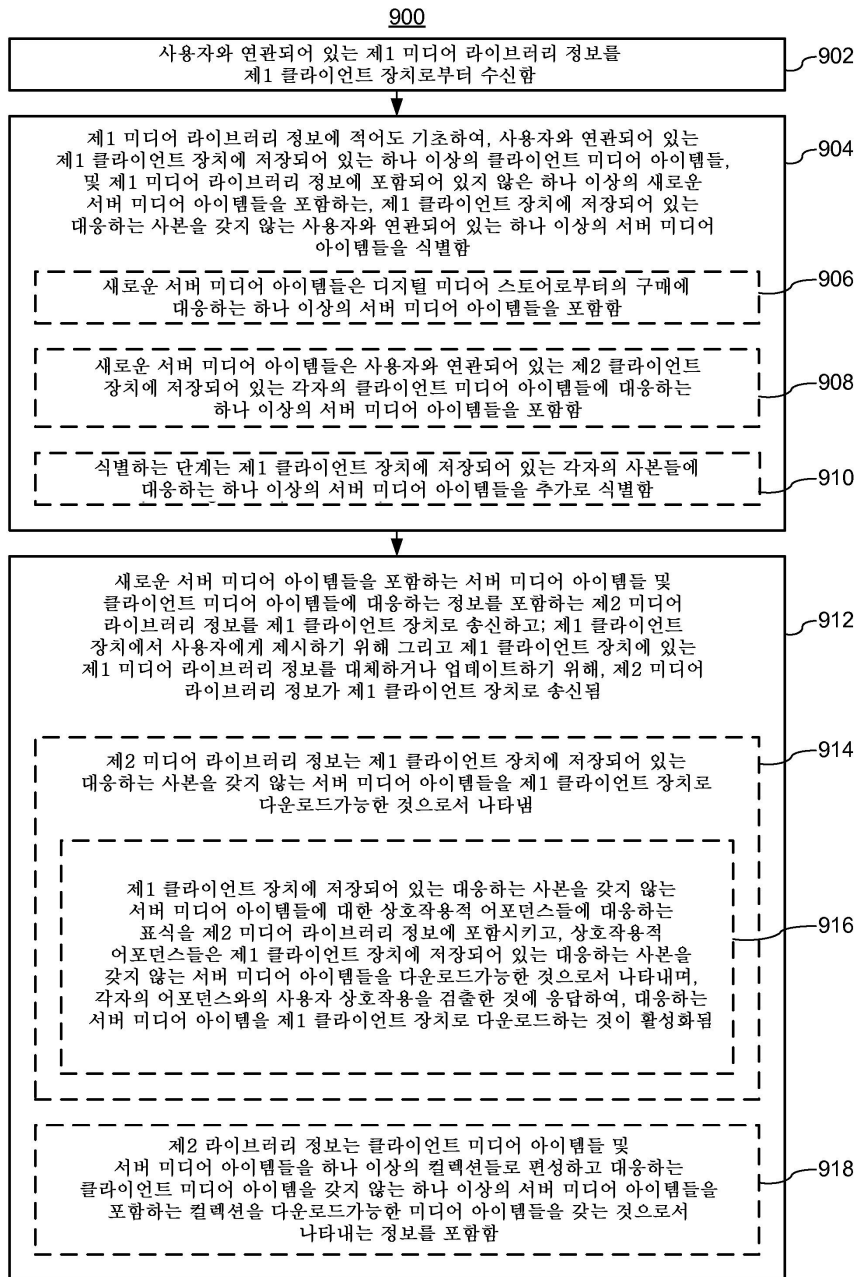 900
사용자와 연관되어 있는 제1 미디어 라이브러리 정보를
제1 클라이언트 장치로부터 수신함
902
제1 미디어 라이브러리 정보에 적어도 기초하여, 사용자와 연관되어 있는
제1 클라이언트 장치에 저장되어 있는 하나 이상의 클라이언트 미디어 아이템들,
및 제1 미디어 라이브러리 정보에 포함되어 있지 않은 하나 이상의 새로운
서버 미디어 아이템들을 포함하는, 제1 클라이언트 장치에 저장되어 있는
대응하는 사본을 갖지 않는 사용자와 연관되어 있는 하나 이상의 서버 미디어
아이템들을 식별함
904
새로운 서버 미디어 아이템들은 디지털 미디어 스토어로부터의 구매에
대응하는 하나 이상의 서버 미디어 아이템들을 포함함
906
새로운 서버 미디어 아이템들은 사용자와 연관되어 있는 제2 클라이언트
장치에 저장되어 있는 각자의 클라이언트 미디어 아이템들에 대응하는
하나 이상의 서버 미디어 아이템들을 포함함
908
식별하는 단계는 제1 클라이언트 장치에 저장되어 있는 각자의 사본들에
대응하는 하나 이상의 서버 미디어 아이템들을 추가로 식별함
910
새로운 서버 미디어 아이템들을 포함하는 서버 미디어 아이템들 및
클라이언트 미디어 아이템들에 대응하는 정보를 포함하는 제2 미디어
라이브러리 정보를 제1 클라이언트 장치로 송신하고; 제1 클라이언트
장치에서 사용자에게 제시하기 위해 그리고 제1 클라이언트 장치에 있는
제1 미디어 라이브러리 정보를 대체하거나 업데이트하기 위해, 제2 미디어
라이브러리 정보가 제1 클라이언트 장치로 송신됨
912
제2 미디어 라이브러리 정보는 제1 클라이언트 장치에 저장되어 있는
대응하는 사본을 갖지 않는 서버 미디어 아이템들을 제1 클라이언트 장치로
다운로드가능한 것으로서 나타냄
914
제1 클라이언트 장치에 저장되어 있는 대응하는 사본을 갖지 않는
서버 미디어 아이템들에 대한 상호작용적 어포던스들에 대응하는
표식을 제2 미디어 라이브러리 정보에 포함시키고, 상호작용적
어포던스들은 제1 클라이언트 장치에 저장되어 있는 대응하는 사본을
갖지 않는 서버 미디어 아이템들을 다운로드가능한 것으로서 나타내며,
각자의 어포던스와의 사용자 상호작용을 검출한 것에 응답하여, 대응하는
서버 미디어 아이템을 제1 클라이언트 장치로 다운로드하는 것이 활성화됨
916
제2 라이브러리 정보는 클라이언트 미디어 아이템들 및
서버 미디어 아이템들을 하나 이상의 컬렉션들로 편성하고 대응하는
클라이언트 미디어 아이템을 갖지 않는 하나 이상의 서버 미디어 아이템들을
포함하는 컬렉션을 다운로드가능한 미디어 아이템들을 갖는 것으로서
나타내는 정보를 포함함
918